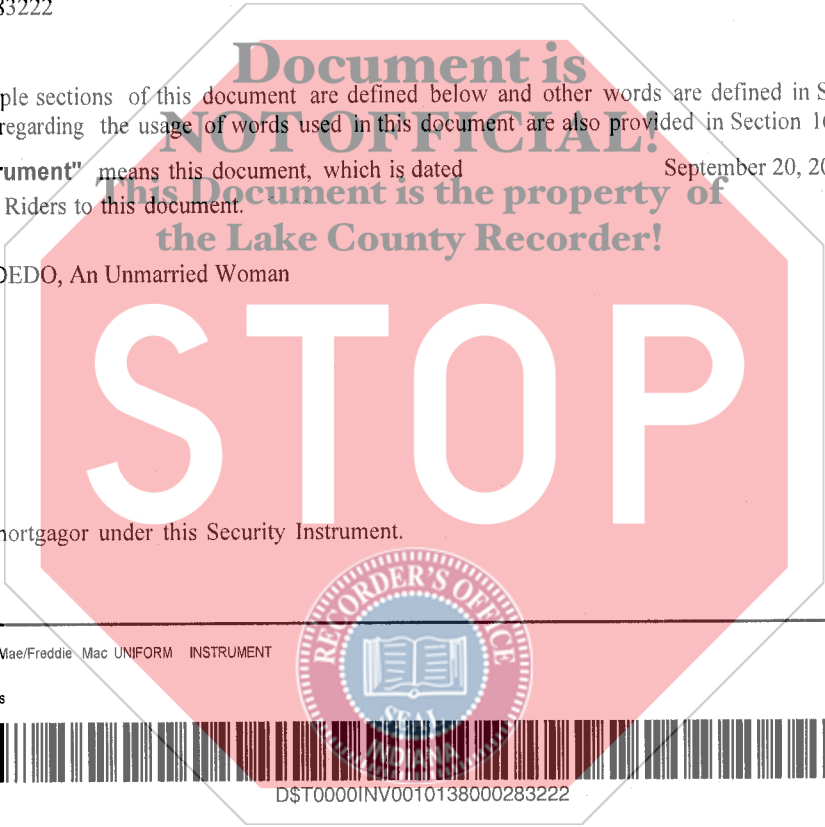 83222
Document is
ple sections of this document are defined below and other words are defined in S
NOT OFFICIAL!
regarding the usage of words used in this document are also provided in Section 16
rument" means this document, which is dated September 20, 20
This Document is the property of
Riders to this document.
the Lake County Recorder!
DEDO, An Unmarried Woman
STOP
nortgagor under this Security Instrument.
RECORDER'S OFFICE
Mae/Freddie Mac UNIFORM INSTRUMENT
s
SEAL
INDIANA
D$T0000INV0010138000283222